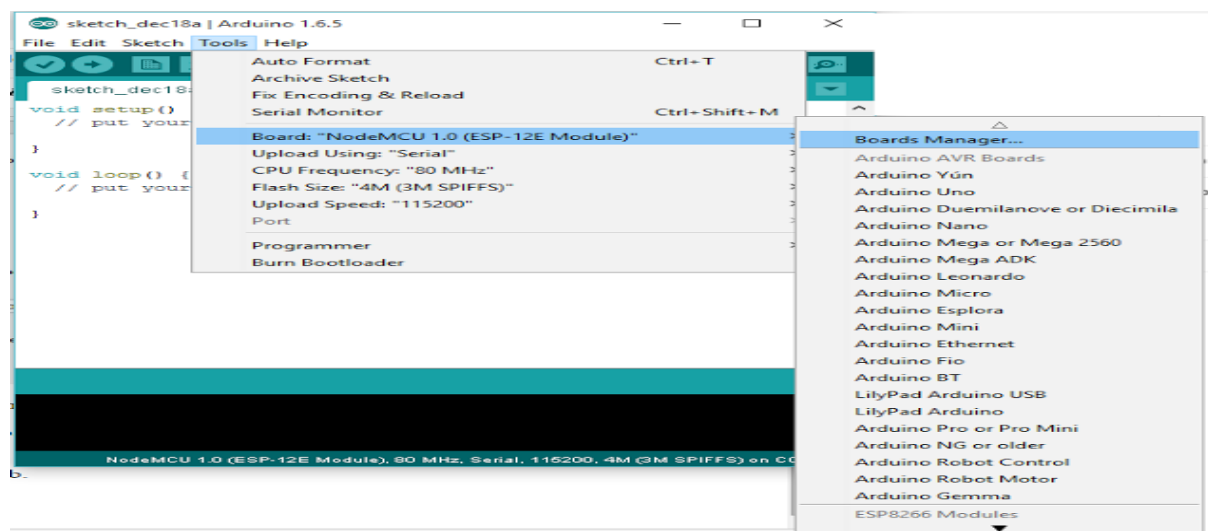 sketch_dec18a | Arduino 1.6.5
File Edit Sketch Tools Help
sketch_dec18
void setup()
// put your
}
void loop() {
// put your
}
Auto Format Ctrl+T
Archive Sketch
Fix Encoding & Reload
Serial Monitor Ctrl+Shift+M
Board: "NodeMCU 1.0 (ESP-12E Module)"
Upload Using: "Serial"
CPU Frequency: "80 MHz"
Flash Size: "4M (3M SPIFFS)"
Upload Speed: "115200"
Port
Programmer
Burn Bootloader
Boards Manager...
Arduino AVR Boards
Arduino Yún
Arduino Uno
Arduino Duemilanove or Diecimila
Arduino Nano
Arduino Mega or Mega 2560
Arduino Mega ADK
Arduino Leonardo
Arduino Micro
Arduino Esplora
Arduino Mini
Arduino Ethernet
Arduino Fio
Arduino BT
LilyPad Arduino USB
LilyPad Arduino
Arduino Pro or Pro Mini
Arduino NG or older
Arduino Robot Control
Arduino Robot Motor
Arduino Gemma
ESP8266 Modules
NodeMCU 1.0 (ESP-12E Module), 80 MHz, Serial, 115200, 4M (3M SPIFFS) on
b.